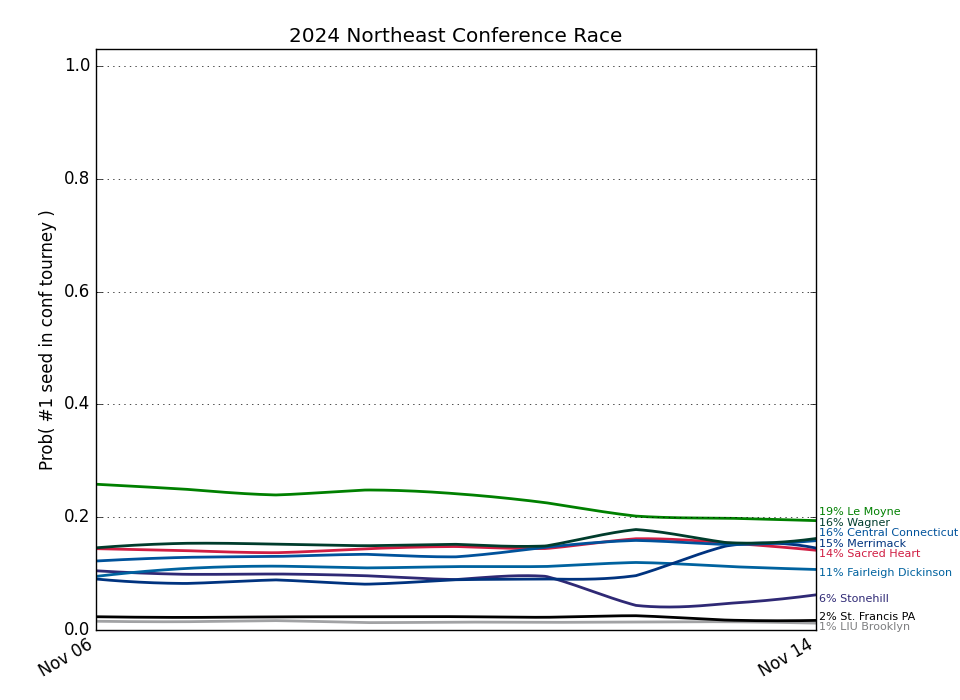 2024 Northeast Conference Race
Prob( #1 seed in conf tourney )
1.0
0.8
0.6
0.4
0.2
0.0
Nov 06
Nov 14
19% Le Moyne
16% Wagner
16% Central Connecticut
15% Merrimack
14% Sacred Heart
11% Fairleigh Dickinson
6% Stonehill
2% St. Francis PA
1% LIU Brooklyn